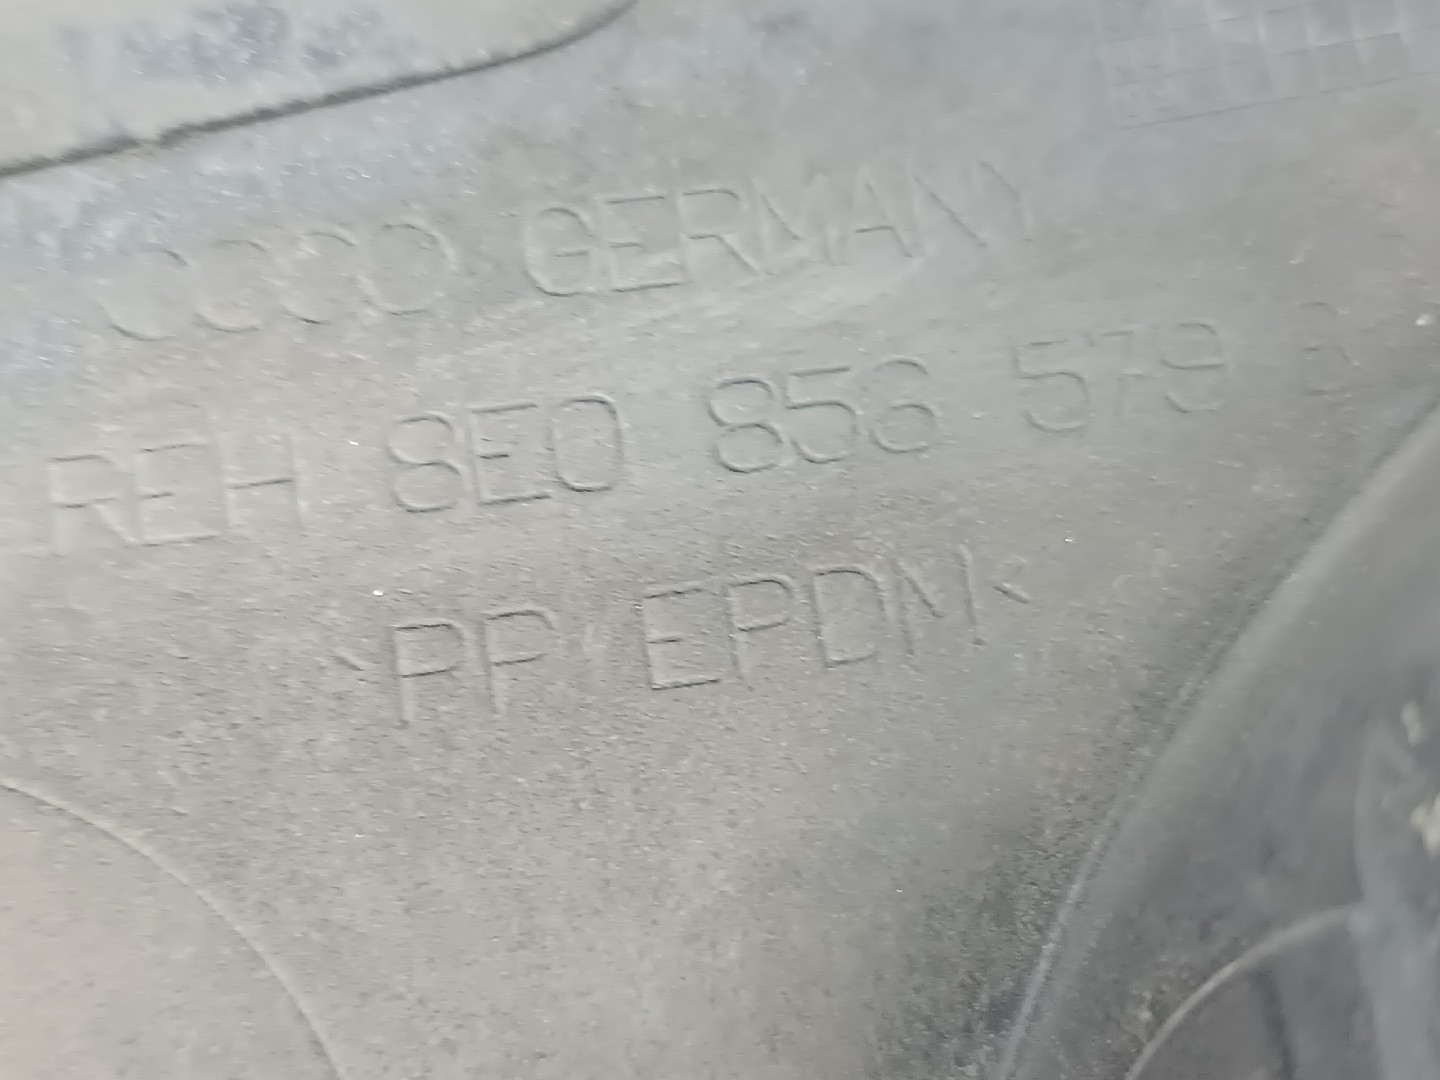 GERMANY
REH 8E0 853 579 B
PP/EPDM<